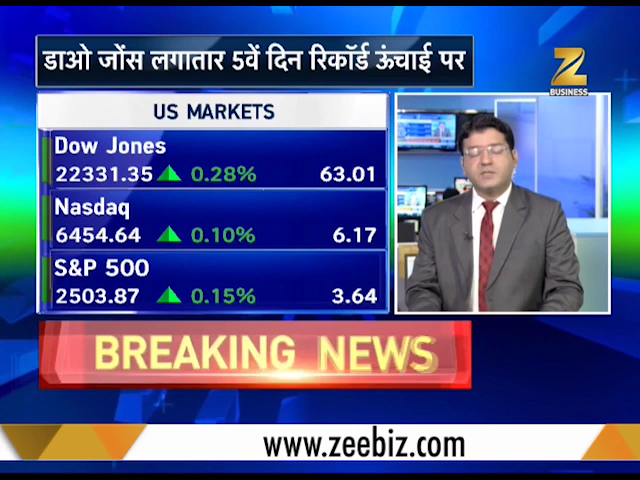 डाओ जोंस लगातार 5वें दिन रिकॉर्ड ऊंचाई पर
BUSINESS
US MARKETS
Dow Jones
22331.35 0.28% 63.01
Nasdaq
6454.64 0.10% 6.17
S&P 500
2503.87 0.15% 3.64
BREAKING NEWS
www.zeebiz.com